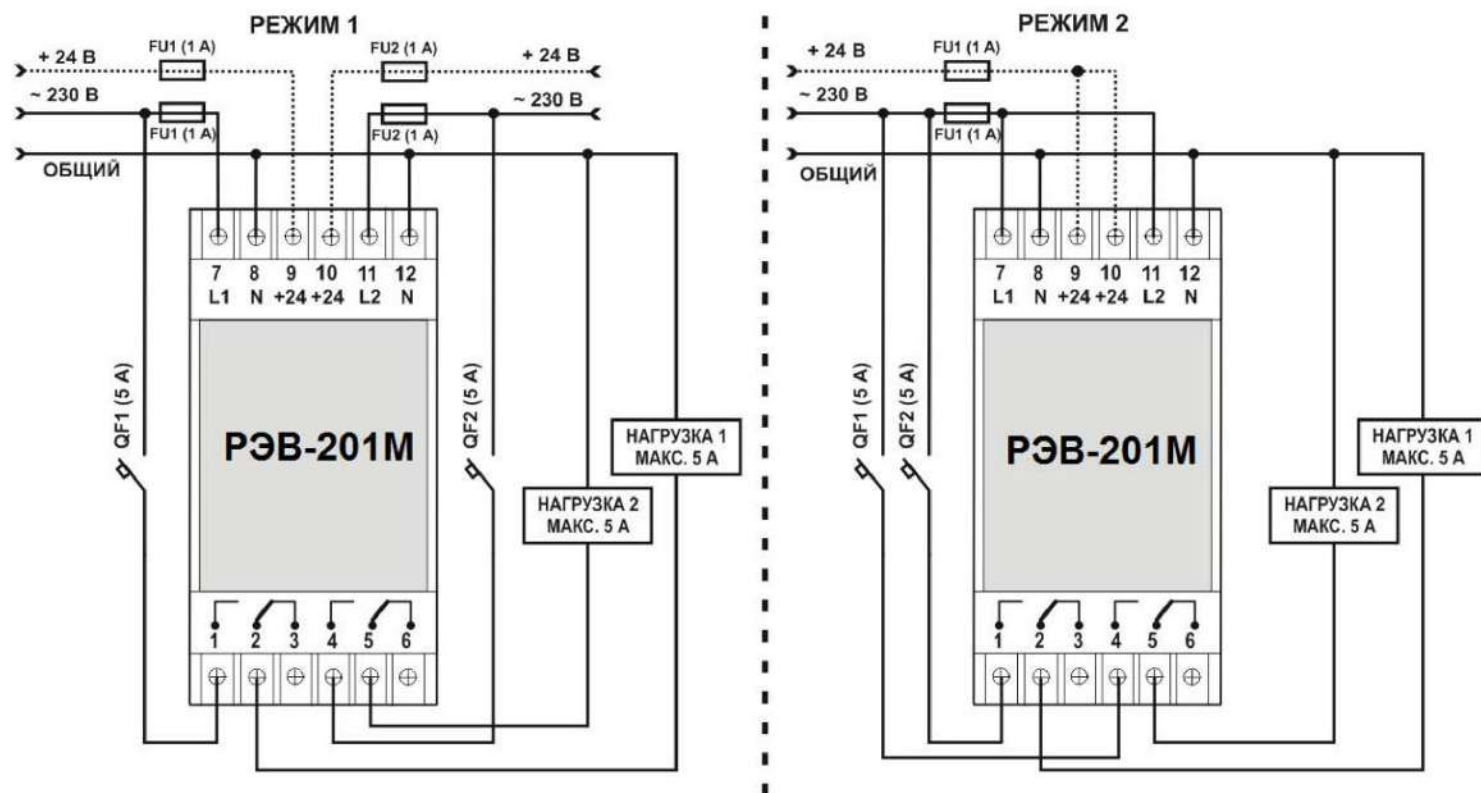 РЕЖИМ 1
FU1 (1 А)
FU2 (1 А)
+ 24 В
+ 24 В
~ 230 В
~ 230 В
FU1 (1 А)
FU2 (1 А)
ОБЩИЙ
7 8 9 10 11 12
L1 N +24 +24 L2 N
QF1 (5 А)
QF2 (5 А)
РЭВ-201М
НАГРУЗКА 1
МАКС. 5 А
НАГРУЗКА 2
МАКС. 5 А
1 2 3 4 5 6
РЕЖИМ 2
FU1 (1 А)
+ 24 В
~ 230 В
FU1 (1 А)
ОБЩИЙ
7 8 9 10 11 12
L1 N +24 +24 L2 N
QF1 (5 А)
QF2 (5 А)
РЭВ-201М
НАГРУЗКА 1
МАКС. 5 А
НАГРУЗКА 2
МАКС. 5 А
1 2 3 4 5 6